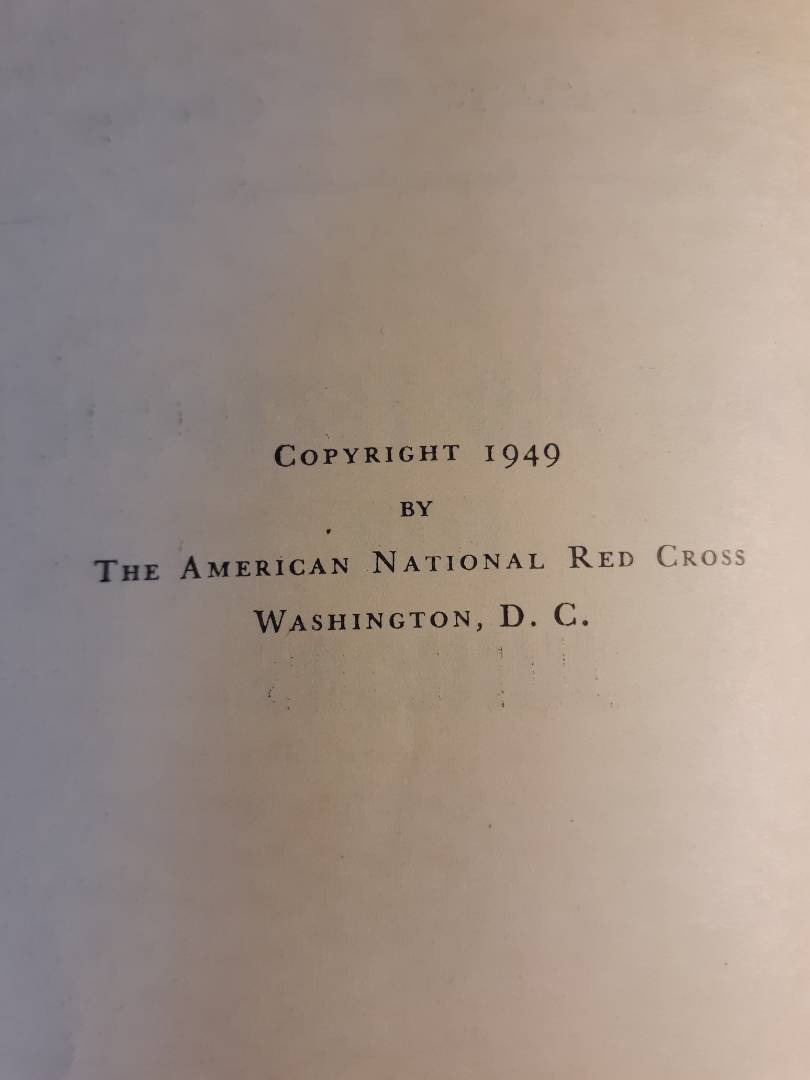 COPYRIGHT 1949
BY
THE AMERICAN NATIONAL RED CROSS
WASHINGTON, D. C.